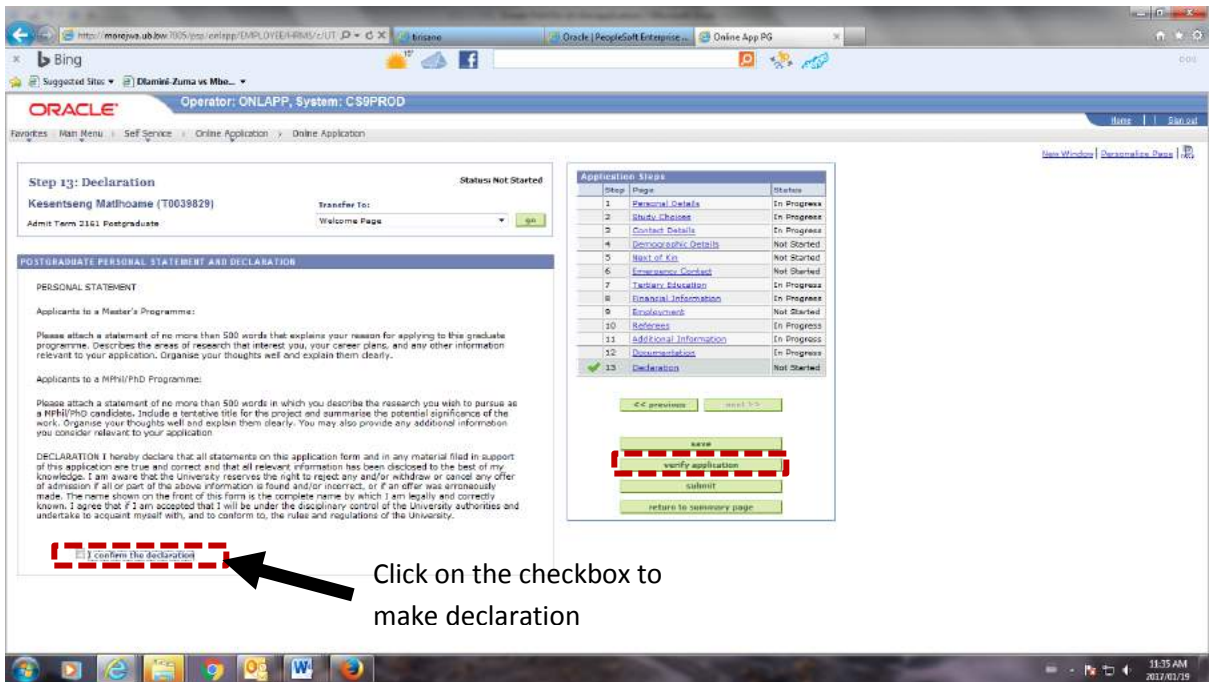 http://morejwa.ub.bw:7005/psp/onlapp/EMPLOYEE/HRMS/c/UT
brisane
Oracle | PeopleSoft Enterprise ...
Online App PG
Bing
Suggested Sites
Dlamini-Zuma vs Mbe...
ORACLE
Operator: ONLAPP, System: CS9PROD
Home | Sign out
Favorites Main Menu > Self Service > Online Application > Online Application
New Window | Personalize Page
Step 13: Declaration
Status: Not Started
Kesentseng Matlhoame (T0039829)
Transfer To:
Admit Term 2161 Postgraduate
Welcome Page
go
POSTGRADUATE PERSONAL STATEMENT AND DECLARATION
PERSONAL STATEMENT
Applicants to a Master's Programme:
Please attach a statement of no more than 500 words that explains your reason for applying to this graduate
programme. Describes the areas of research that interest you, your career plans, and any other information
relevant to your application. Organise your thoughts well and explain them clearly.
Applicants to a MPhil/PhD Programme:
Please attach a statement of no more than 500 words in which you describe the research you wish to pursue as
a MPhil/PhD candidate. Include a tentative title for the project and summarise the potential significance of the
work. Organise your thoughts well and explain them clearly. You may also provide any additional information
you consider relevant to your application
DECLARATION I hereby declare that all statements on this application form and in any material filed in support
of this application are true and correct and that all relevant information has been disclosed to the best of my
knowledge. I am aware that the University reserves the right to reject any and/or withdraw or cancel any offer
of admission if all or part of the above information is found and/or incorrect, or if an offer was erroneously
made. The name shown on the front of this form is the complete name by which I am legally and correctly
known. I agree that if I am accepted that I will be under the disciplinary control of the University authorities and
undertake to acquaint myself with, and to conform to, the rules and regulations of the University.
I confirm the declaration
Application Steps
Step Page Status
1 Personal Details In Progress
2 Study Choices In Progress
3 Contact Details In Progress
4 Demographic Details Not Started
5 Next of Kin Not Started
6 Emergency Contact Not Started
7 Tertiary Education In Progress
8 Financial Information In Progress
9 Employment Not Started
10 Referees In Progress
11 Additional Information In Progress
12 Documentation In Progress
13 Declaration Not Started
<< previous
next >>
save
verify application
submit
return to summary page
Click on the checkbox to
make declaration
11:35 AM
2017/01/19